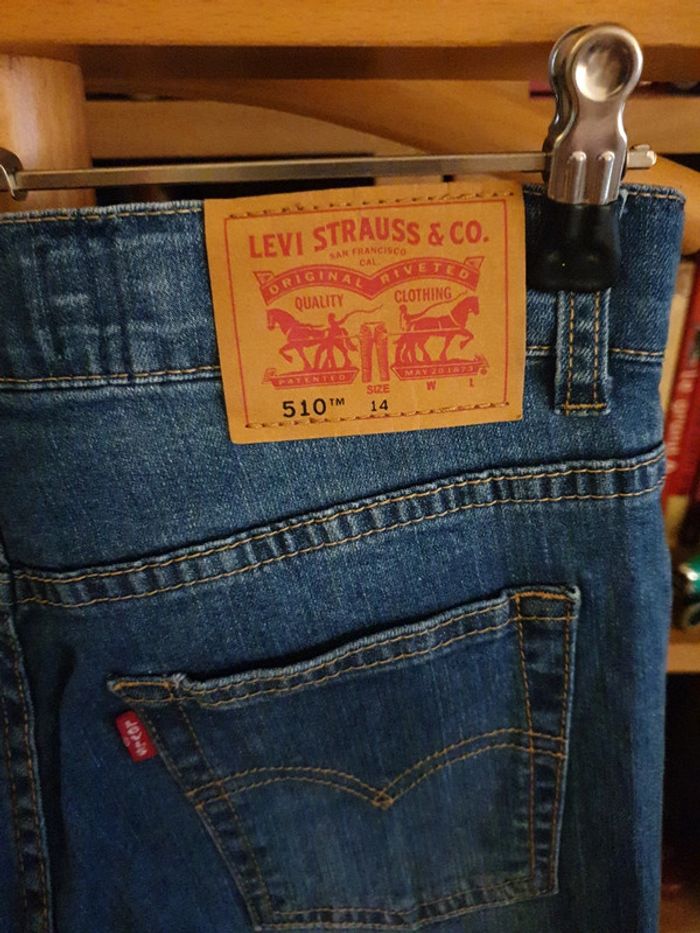 LEVI STRAUSS & CO.
SAN FRANCISCO
CAL.
ORIGINAL RIVETED
QUALITY CLOTHING
PATENTED MAY 20 1873
SIZE W L
510™ 14
LEVI'S